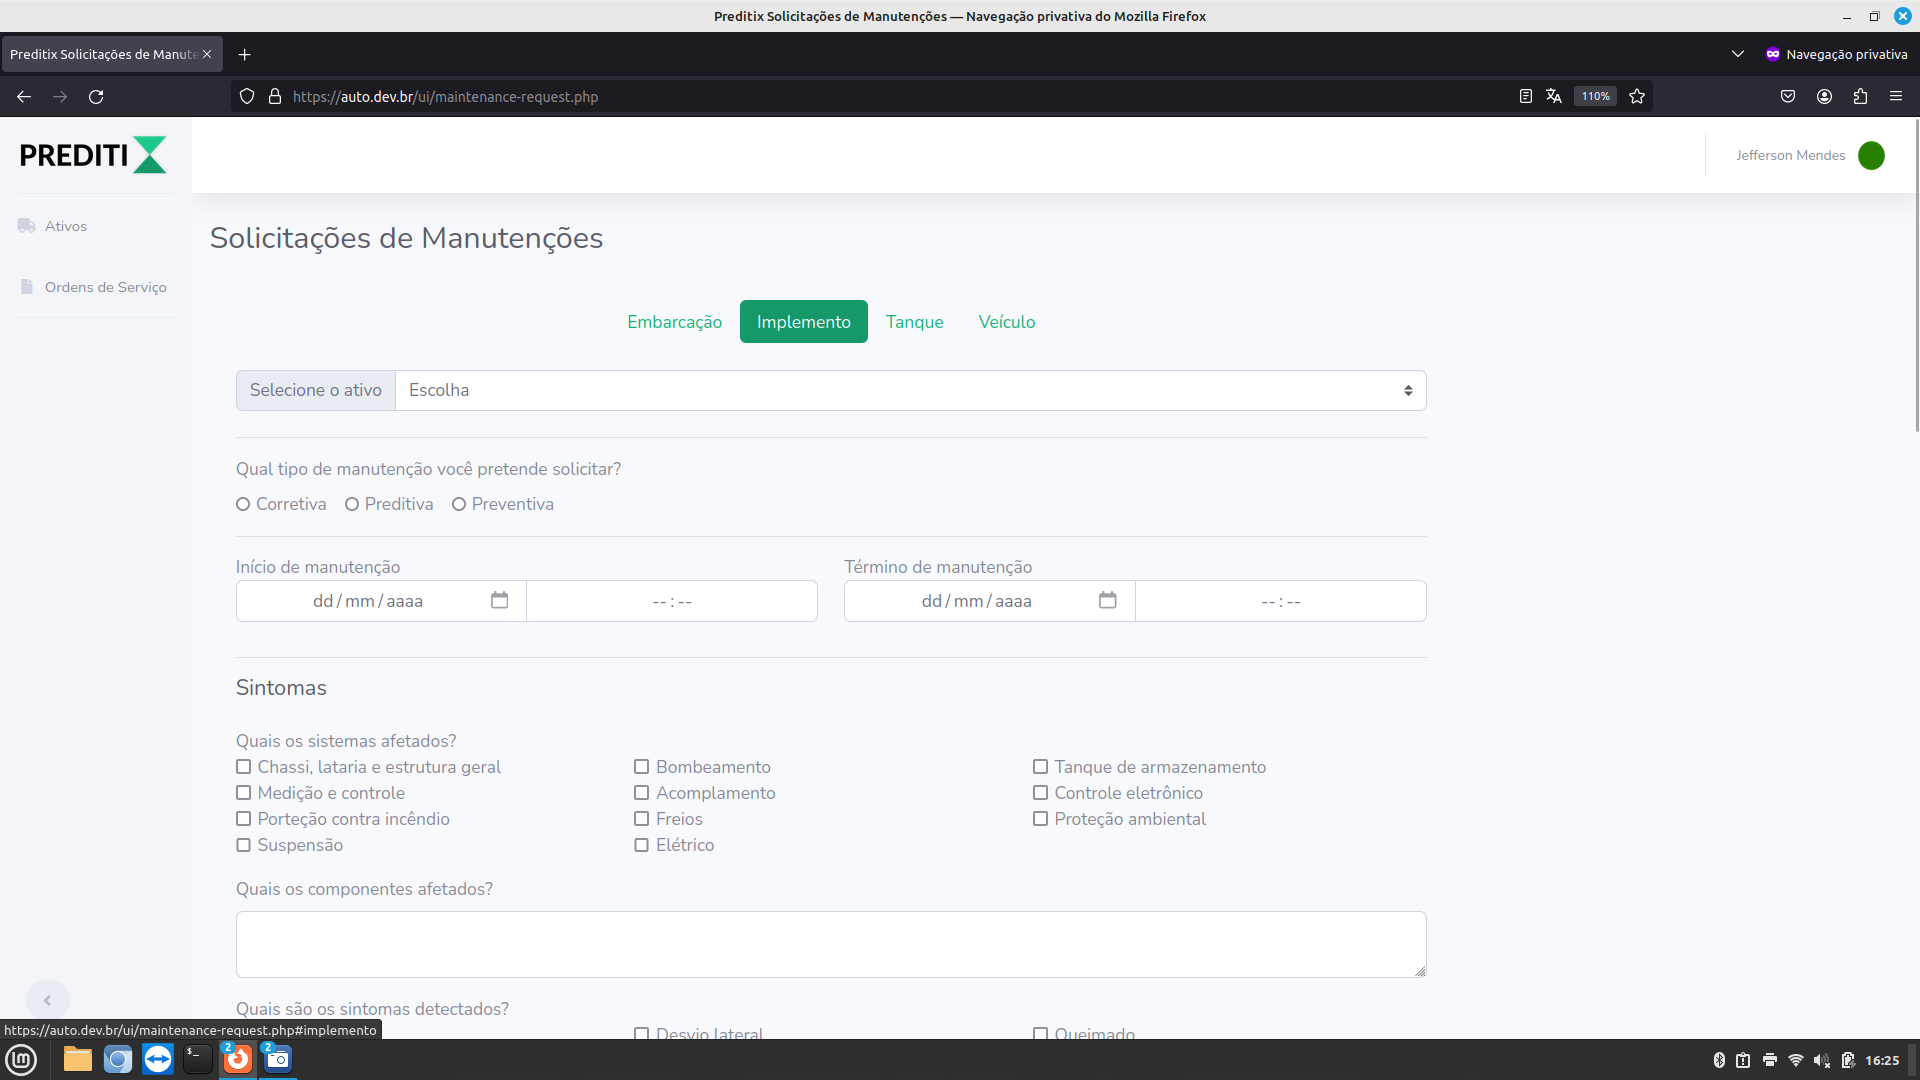 Preditix Solicitações de Manutenções — Navegação privativa do Mozilla Firefox
Preditix Solicitações de Manute
Navegação privativa
https://auto.dev.br/ui/maintenance-request.php
110%
PREDITI
Jefferson Mendes
Ativos
Ordens de Serviço
Solicitações de Manutenções
Embarcação Implemento Tanque Veículo
Selecione o ativo Escolha
Qual tipo de manutenção você pretende solicitar?
Corretiva Preditiva Preventiva
Início de manutenção Término de manutenção
dd/mm/aaaa --:-- dd/mm/aaaa --:--
Sintomas
Quais os sistemas afetados?
Chassi, lataria e estrutura geral Bombeamento Tanque de armazenamento
Medição e controle Acomplamento Controle eletrônico
Porteção contra incêndio Freios Proteção ambiental
Suspensão Elétrico
Quais os componentes afetados?
Quais são os sintomas detectados?
Desvio lateral Queimado
https://auto.dev.br/ui/maintenance-request.php#implemento
2 2
16:25